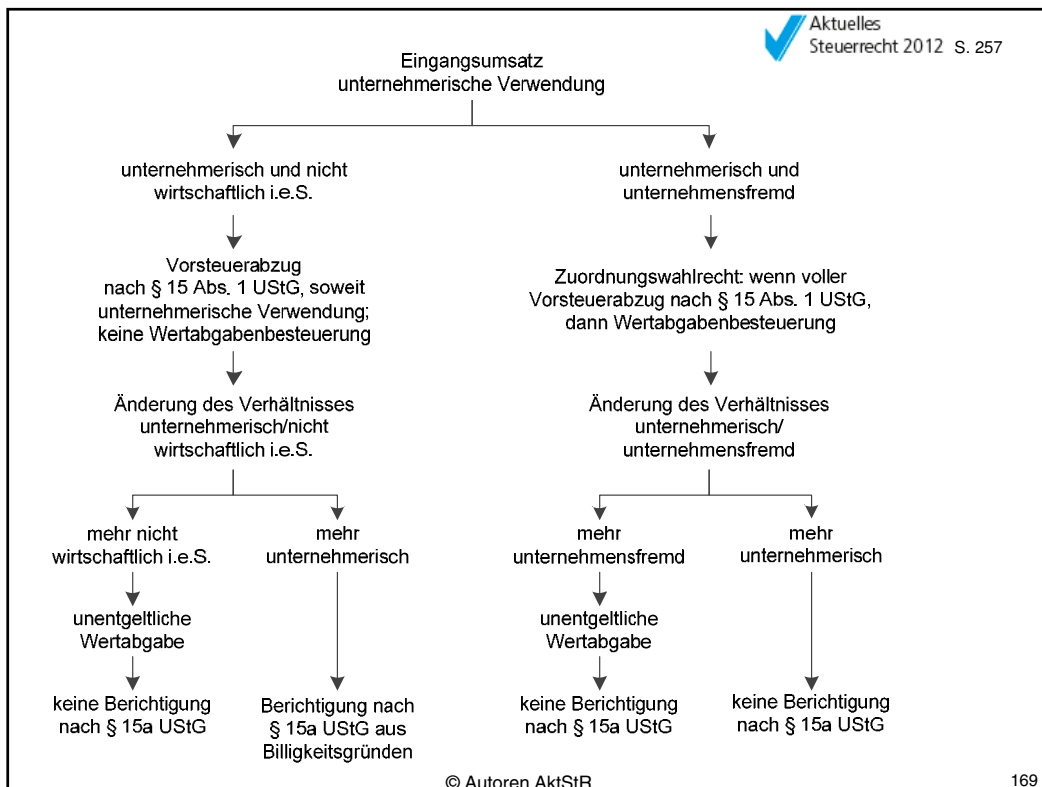 Aktuelles
Steuerrecht 2012 S. 257
Eingangsumsatz
unternehmerische Verwendung
unternehmerisch und nicht
wirtschaftlich i.e.S.
unternehmerisch und
unternehmensfremd
Vorsteuerabzug
nach § 15 Abs. 1 UStG, soweit
unternehmerische Verwendung;
keine Wertabgabenbesteuerung
Zuordnungswahlrecht: wenn voller
Vorsteuerabzug nach § 15 Abs. 1 UStG,
dann Wertabgabenbesteuerung
Änderung des Verhältnisses
unternehmerisch/nicht
wirtschaftlich i.e.S.
Änderung des Verhältnisses
unternehmerisch/
unternehmensfremd
mehr nicht
wirtschaftlich i.e.S.
mehr
unternehmerisch
mehr
unternehmensfremd
mehr
unternehmerisch
unentgeltliche
Wertabgabe
unentgeltliche
Wertabgabe
keine Berichtigung
nach § 15a UStG
Berichtigung nach
§ 15a UStG aus
Billigkeitsgründen
keine Berichtigung
nach § 15a UStG
keine Berichtigung
nach § 15a UStG
© Autoren AktStR
169